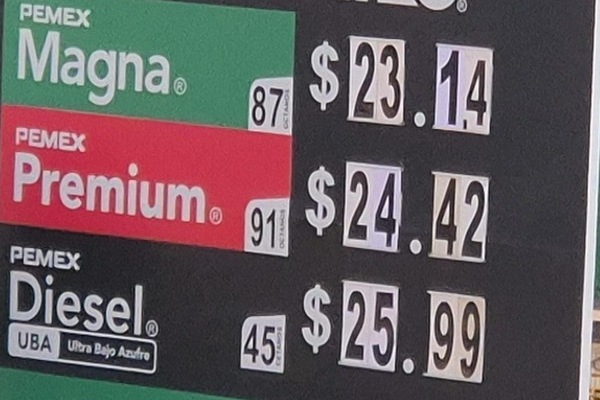 PEMEX
Magna®
87 OCTANOS
$23.14
PEMEX
Premium®
91 OCTANOS
$24.42
PEMEX
Diesel®
UBA Ultra Bajo Azufre
45 CETANOS
$25.99